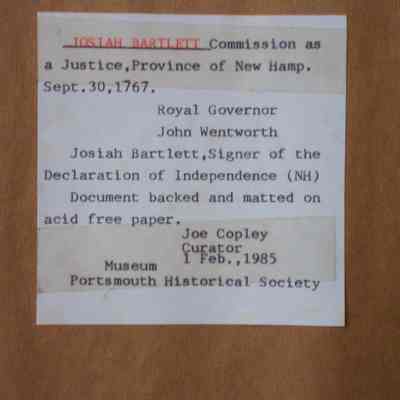 JOSIAH BARTLETT Commission as
a Justice,Province of New Hamp.
Sept.30,1767.
Royal Governor
John Wentworth
Josiah Bartlett,Signer of the
Declaration of Independence (NH)
Document backed and matted on
acid free paper.
Joe Copley
Curator
1 Feb.,1985
Museum
Portsmouth Historical Society